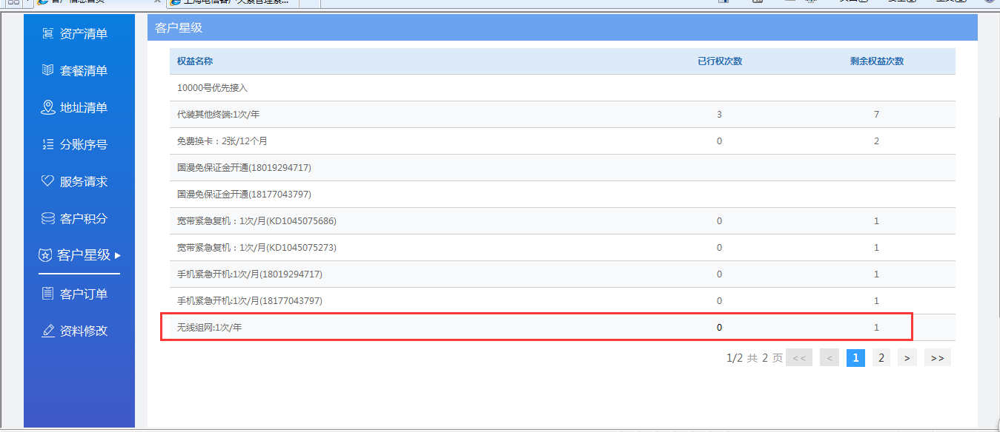 资产清单
套餐清单
地址清单
分账序号
服务请求
客户积分
客户星级
客户订单
资料修改
客户星级
权益名称 已行权次数 剩余权益次数
10000号优先接入
代装其他终端:1次/年 3 7
免费换卡：2张/12个月 0 2
国漫免保证金开通(18019294717)
国漫免保证金开通(18177043797)
宽带紧急复机：1次/月(KD1045075686) 0 1
宽带紧急复机：1次/月(KD1045075273) 0 1
手机紧急开机:1次/月(18019294717) 0 1
手机紧急开机:1次/月(18177043797) 0 1
无线组网:1次/年 0 1
1/2 共 2 页 << < 1 2 > >>